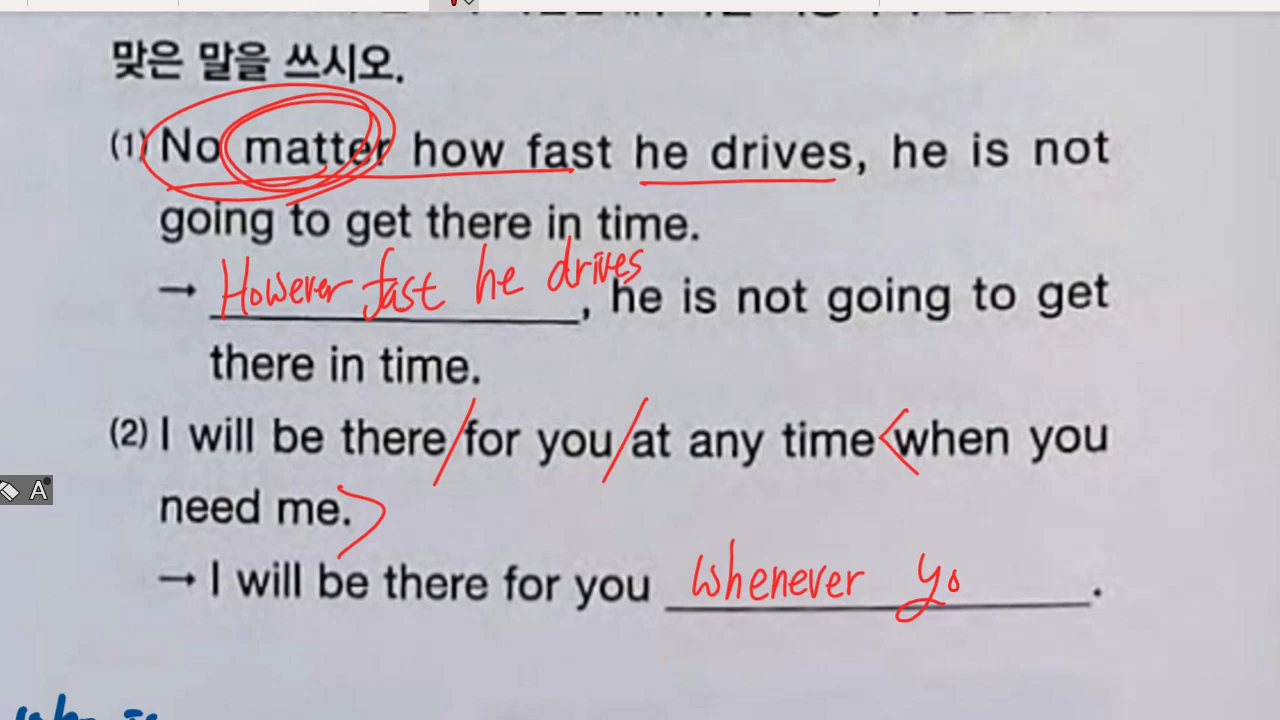 맞은 말을 쓰시오.
(1) No matter how fast he drives, he is not
going to get there in time.
→ However fast he drives, he is not going to get
there in time.
(2) I will be there/for you/at any time<when you
need me.>
A
→ I will be there for you whenever yo.